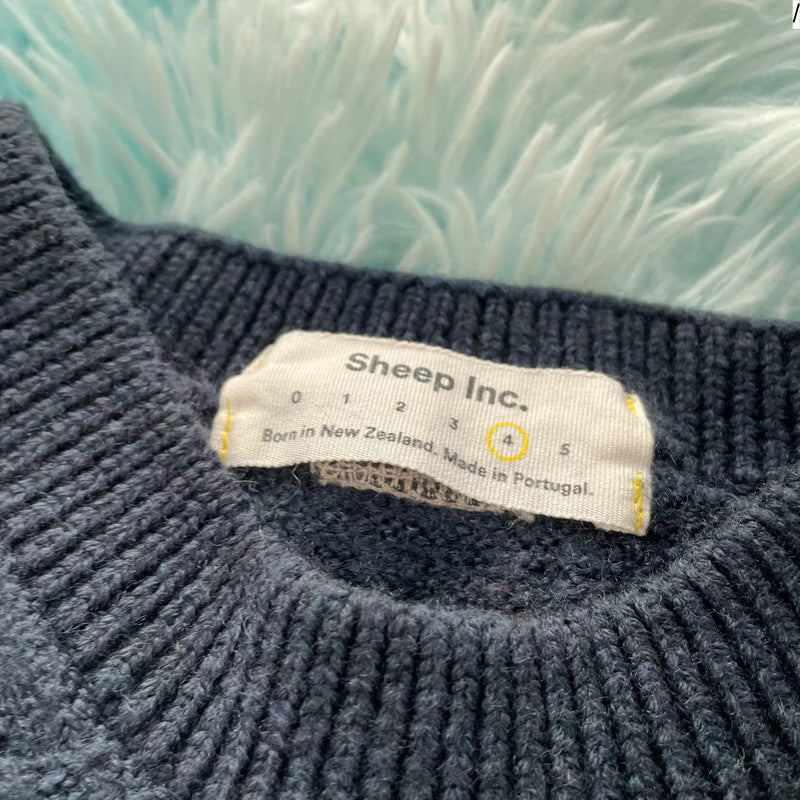 Sheep Inc.
0 1 2 3 4 5
Born in New Zealand. Made in Portugal.
/